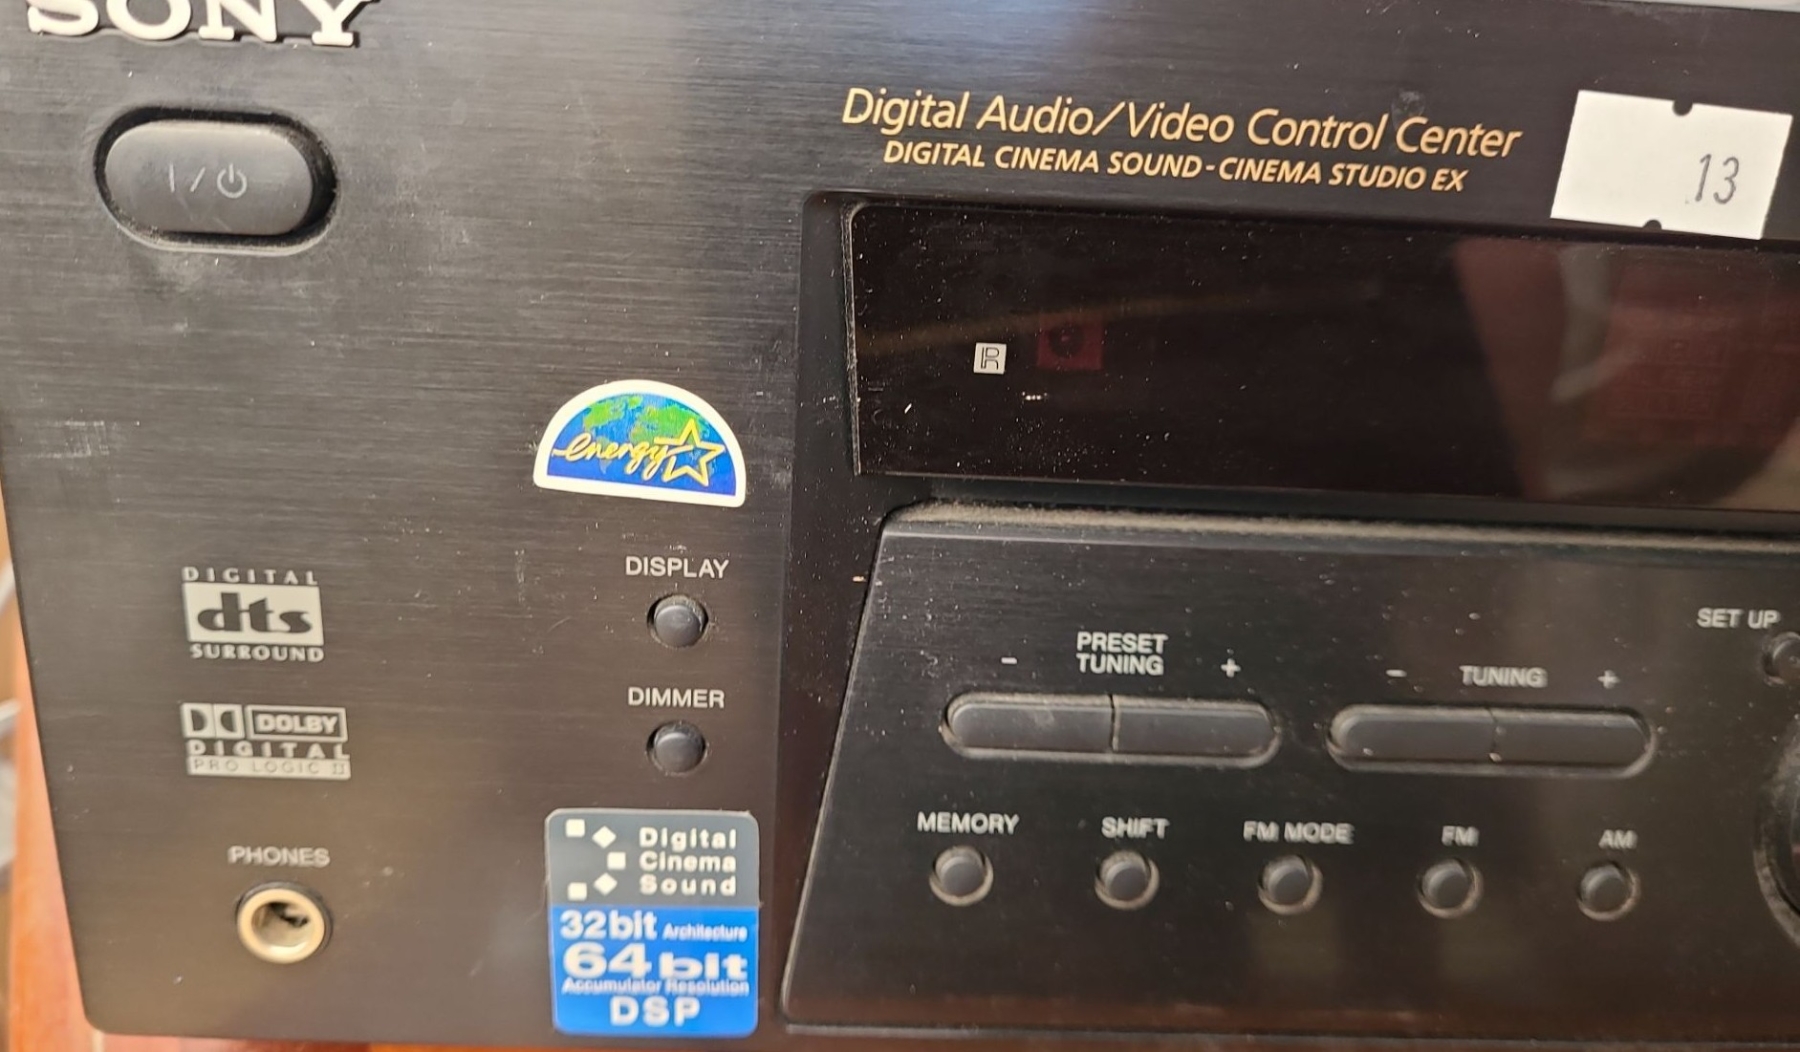 SONY
I / ⏻
Digital Audio/Video Control Center
DIGITAL CINEMA SOUND-CINEMA STUDIO EX
13
R
energy
DISPLAY
DIGITAL
dts
SURROUND
DIMMER
DOLBY
DIGITAL
PRO LOGIC II
PHONES
Digital
Cinema
Sound
32bit Architecture
64bit
Accumulator Resolution
DSP
SET UP
- PRESET TUNING +
- TUNING +
MEMORY SHIFT FM MODE FM AM